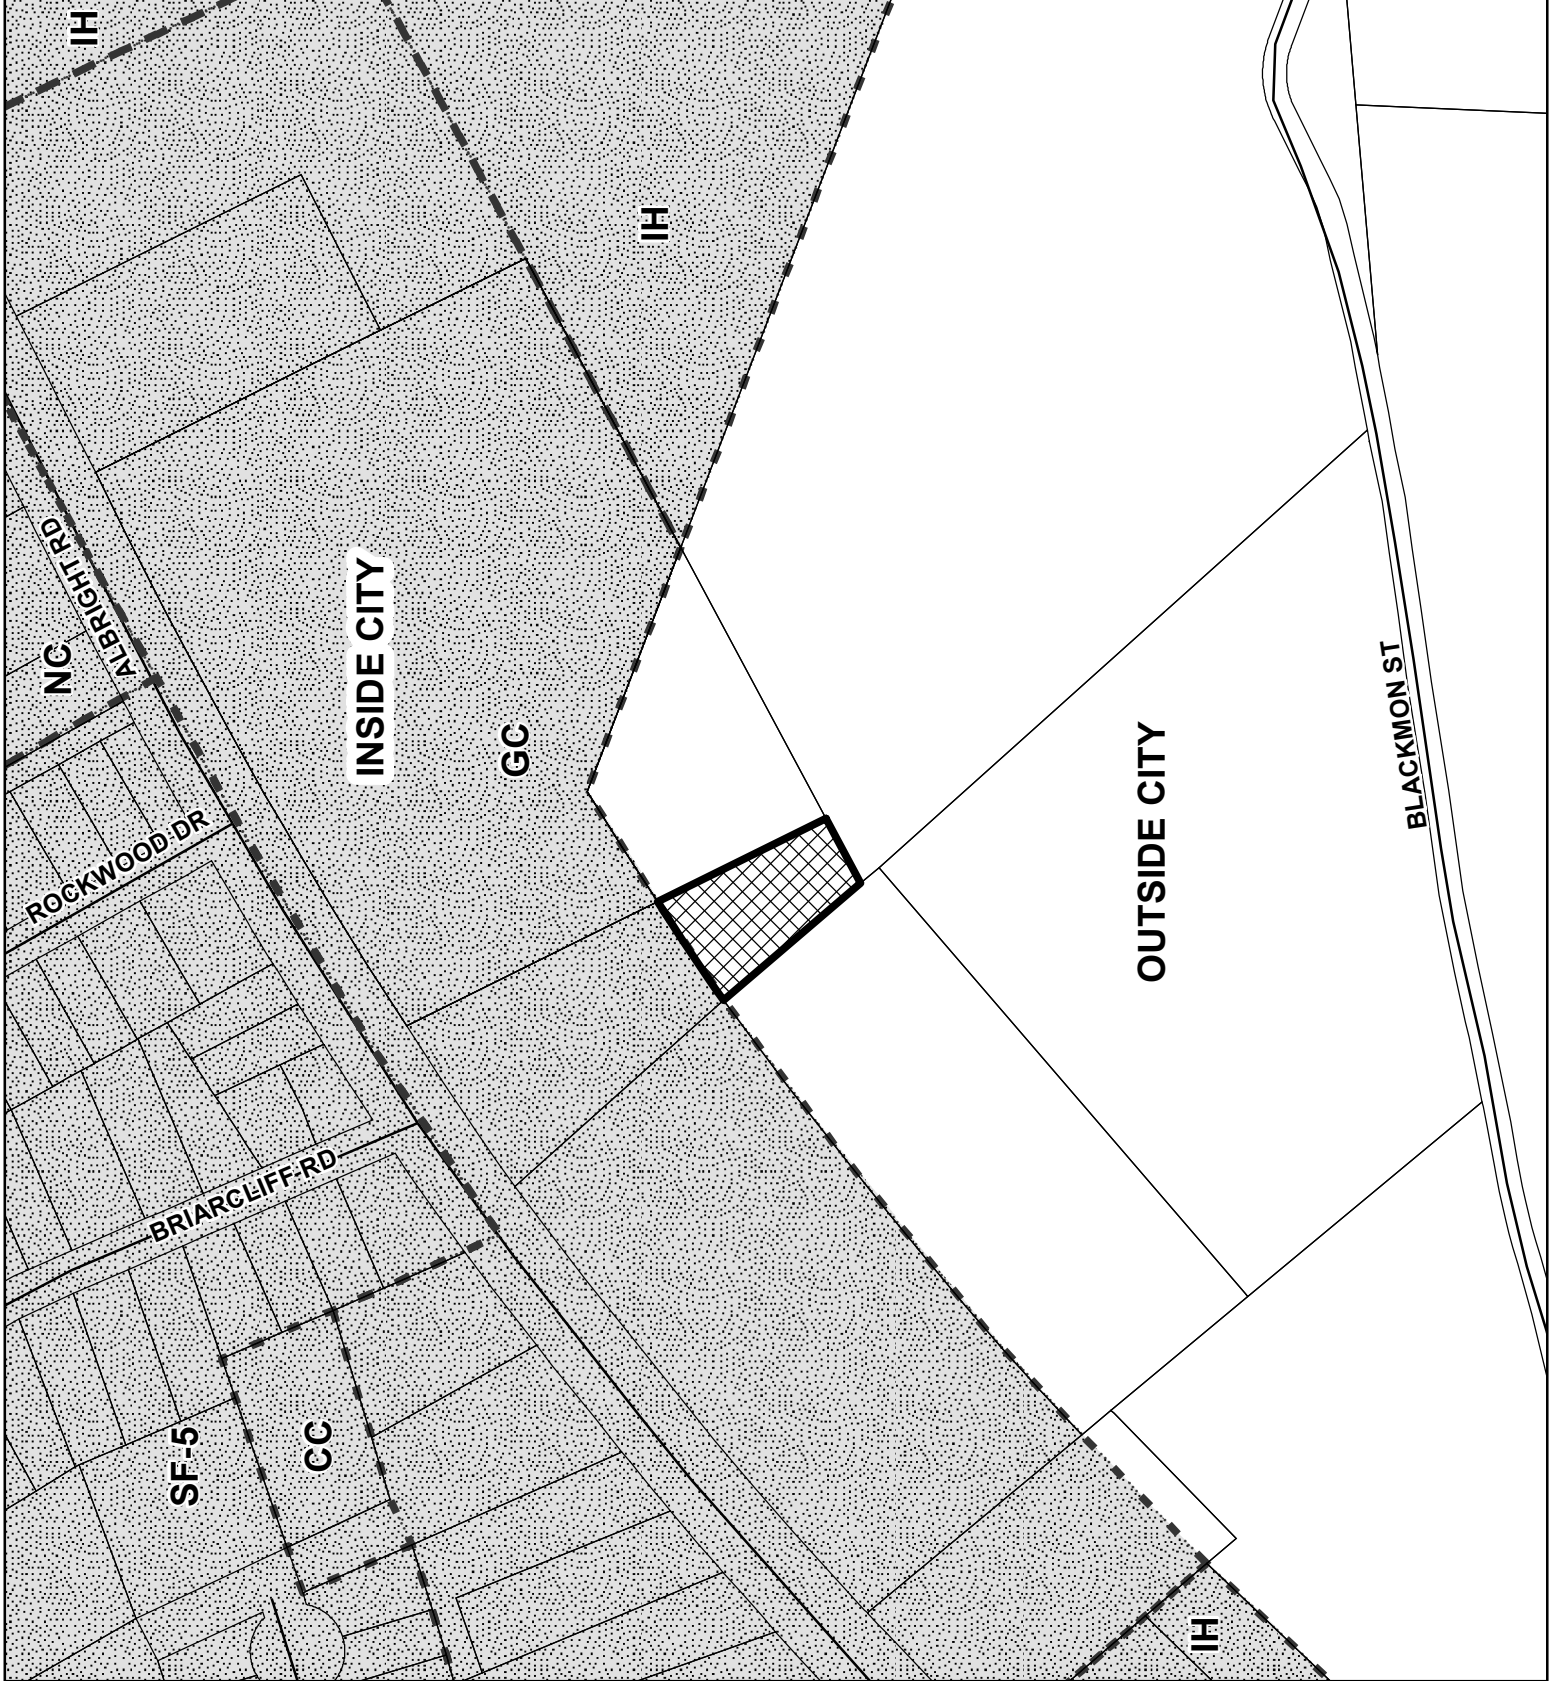 IH
IH
ALBRIGHT RD
NC
INSIDE CITY
GC
ROCKWOOD DR
BLACKMON ST
OUTSIDE CITY
BRIARCLIFF RD
SF-5
CC
IH